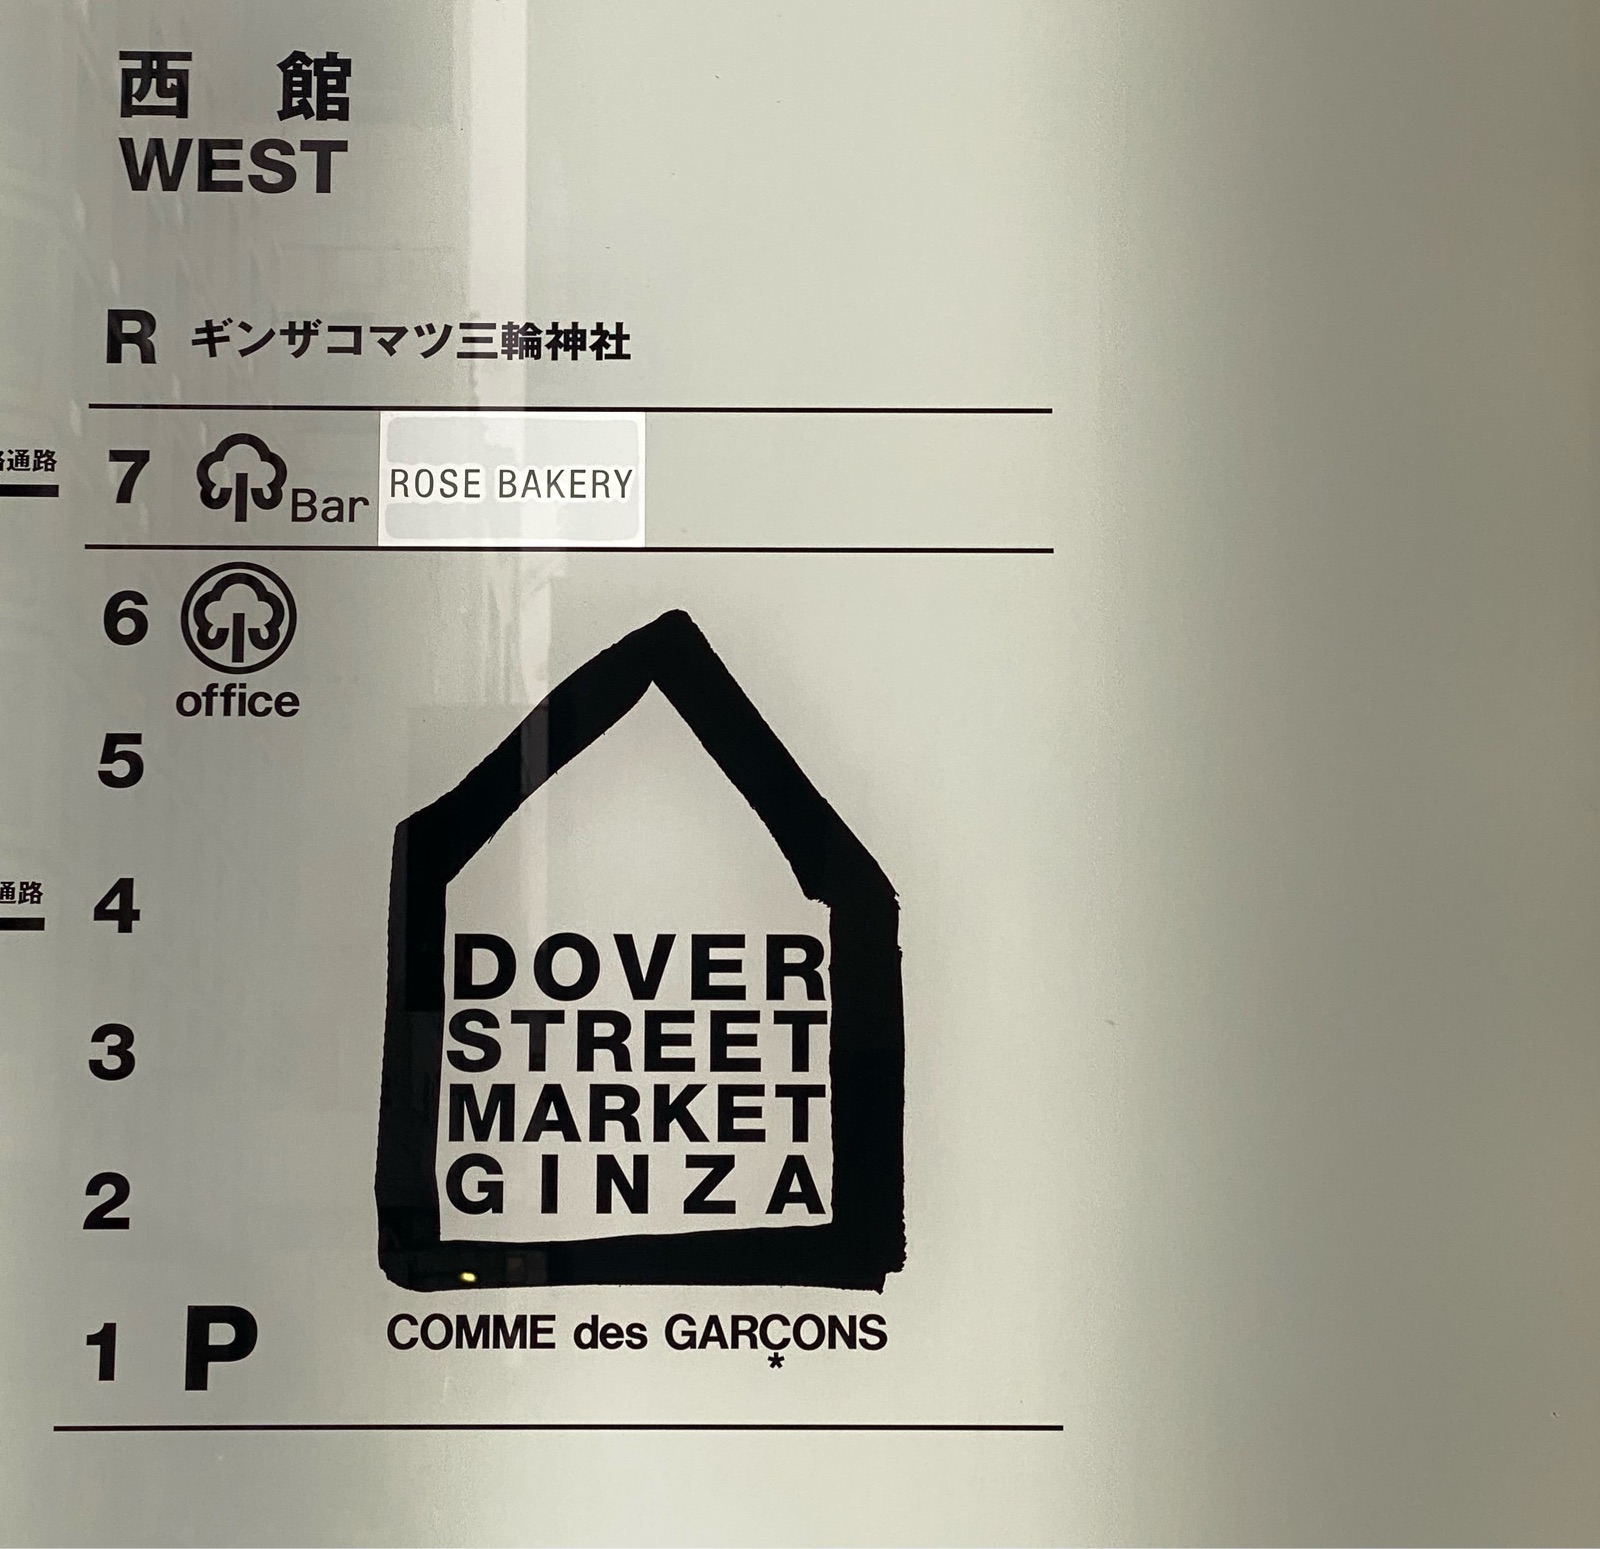 西 館
WEST
R ギンザコマツ三輪神社
通路
7 Bar ROSE BAKERY
6
office
5
通路
4
DOVER
3
STREET
MARKET
2
GINZA
1 P COMME des GARÇONS
*